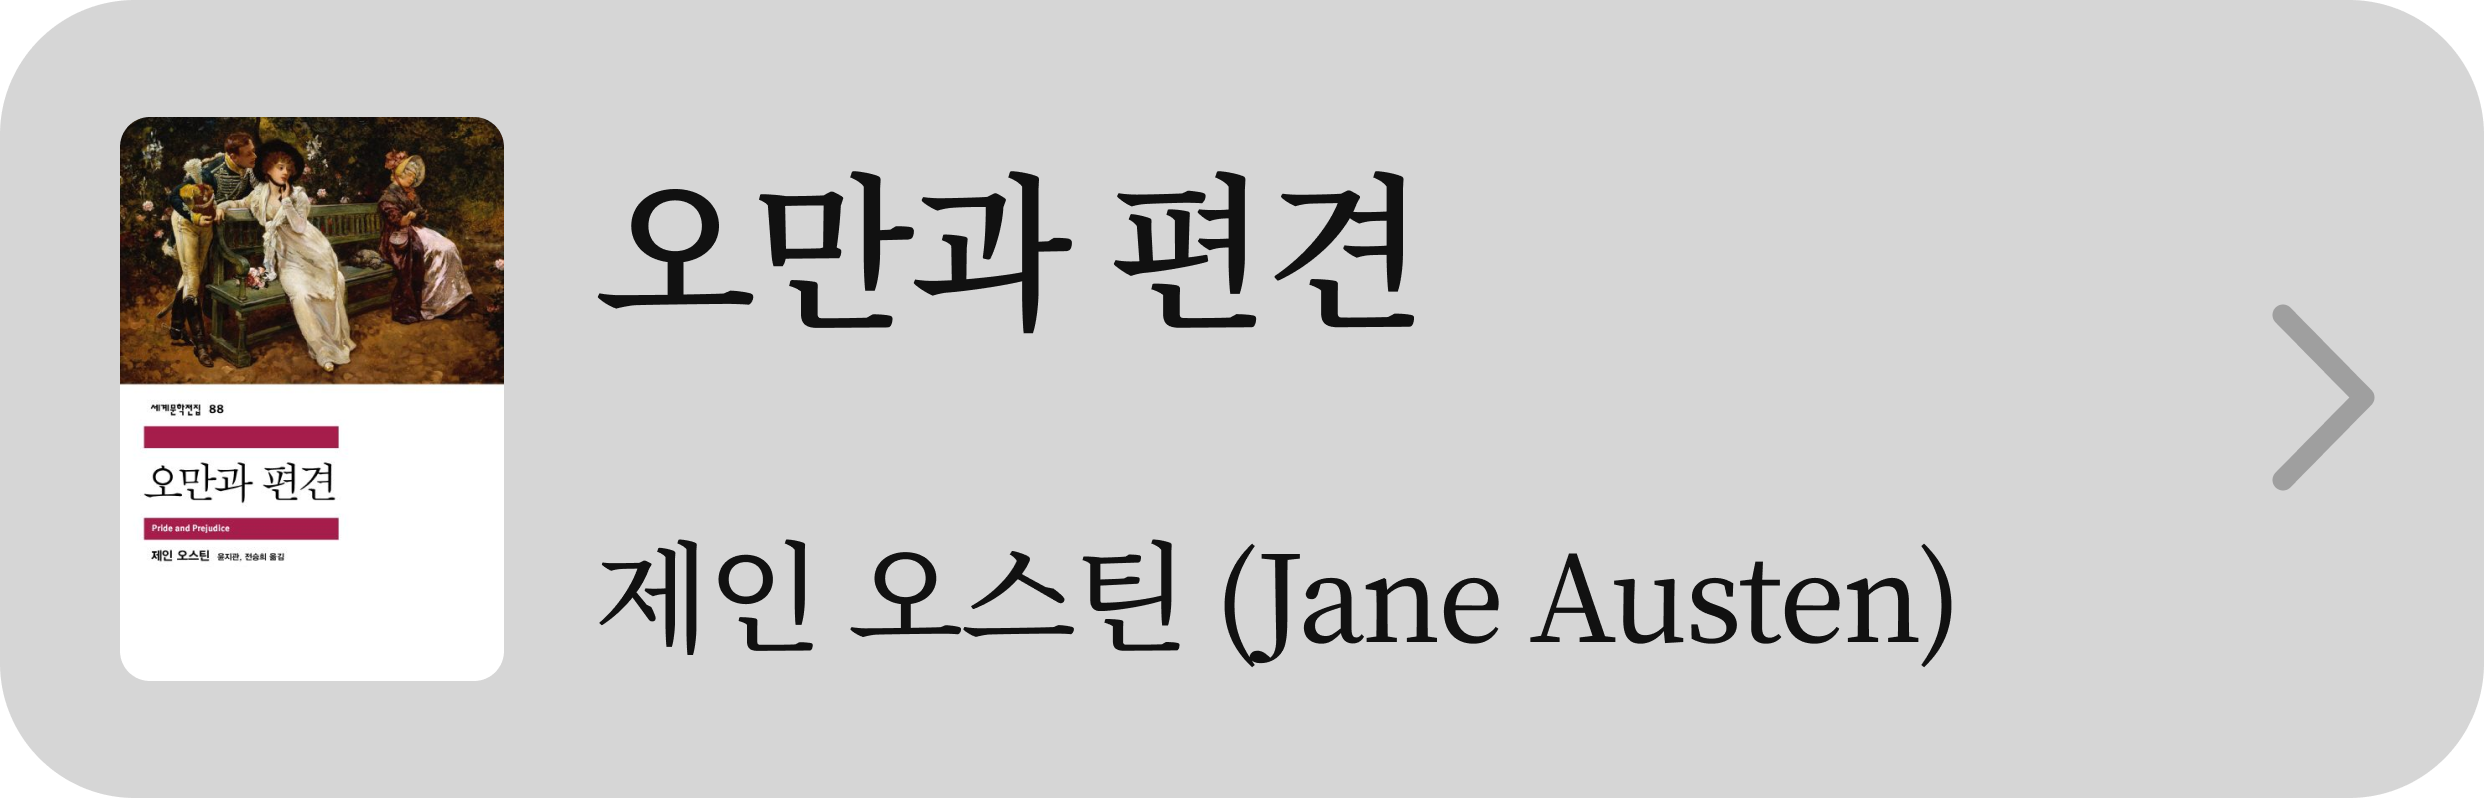 오만과 편견
제인 오스틴 (Jane Austen)
세계문학전집 88
오만과 편견
Pride and Prejudice
제인 오스틴 윤지관, 전승희 옮김